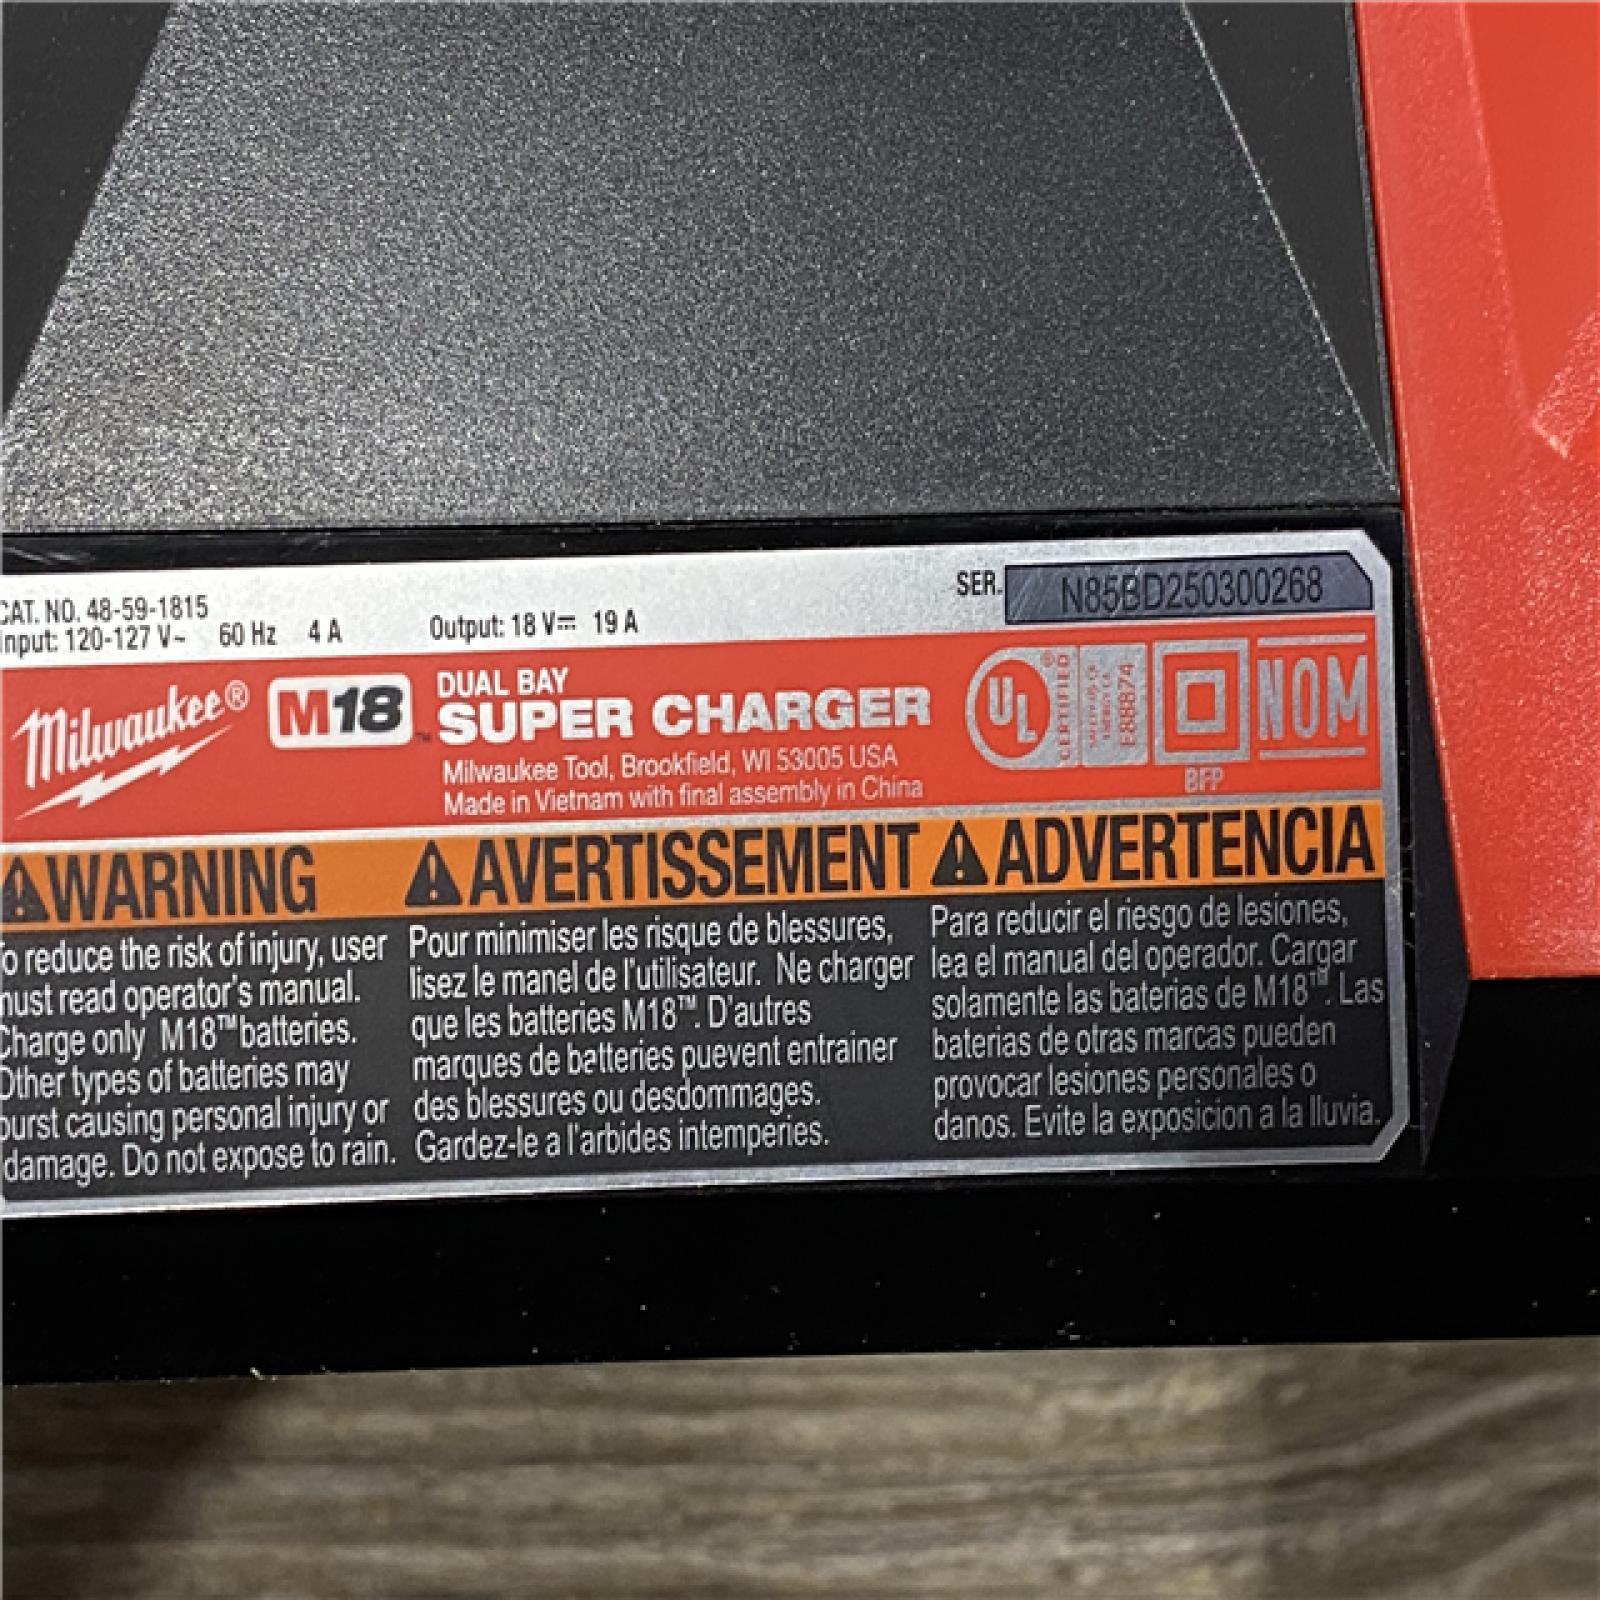 CAT. NO. 48-59-1815
SER. N85BD250300268
Input: 120-127 V~ 60 Hz 4 A Output: 18 V⎓ 19 A
Milwaukee® M18™
DUAL BAY
SUPER CHARGER
Milwaukee Tool, Brookfield, WI 53005 USA
Made in Vietnam with final assembly in China
UL ®
CERTIFIED
E88874
BFP
NOM
WARNING
To reduce the risk of injury, user
must read operator's manual.
Charge only M18™ batteries.
Other types of batteries may
burst causing personal injury or
damage. Do not expose to rain.
AVERTISSEMENT
Pour minimiser les risque de blessures,
lisez le manel de l'utilisateur. Ne charger
que les batteries M18™. D'autres
marques de batteries puevent entrainer
des blessures ou desdommages.
Gardez-le a l'arbides intemperies.
ADVERTENCIA
Para reducir el riesgo de lesiones,
lea el manual del operador. Cargar
solamente las baterias de M18™. Las
baterias de otras marcas pueden
provocar lesiones personales o
danos. Evite la exposicion a la lluvia.